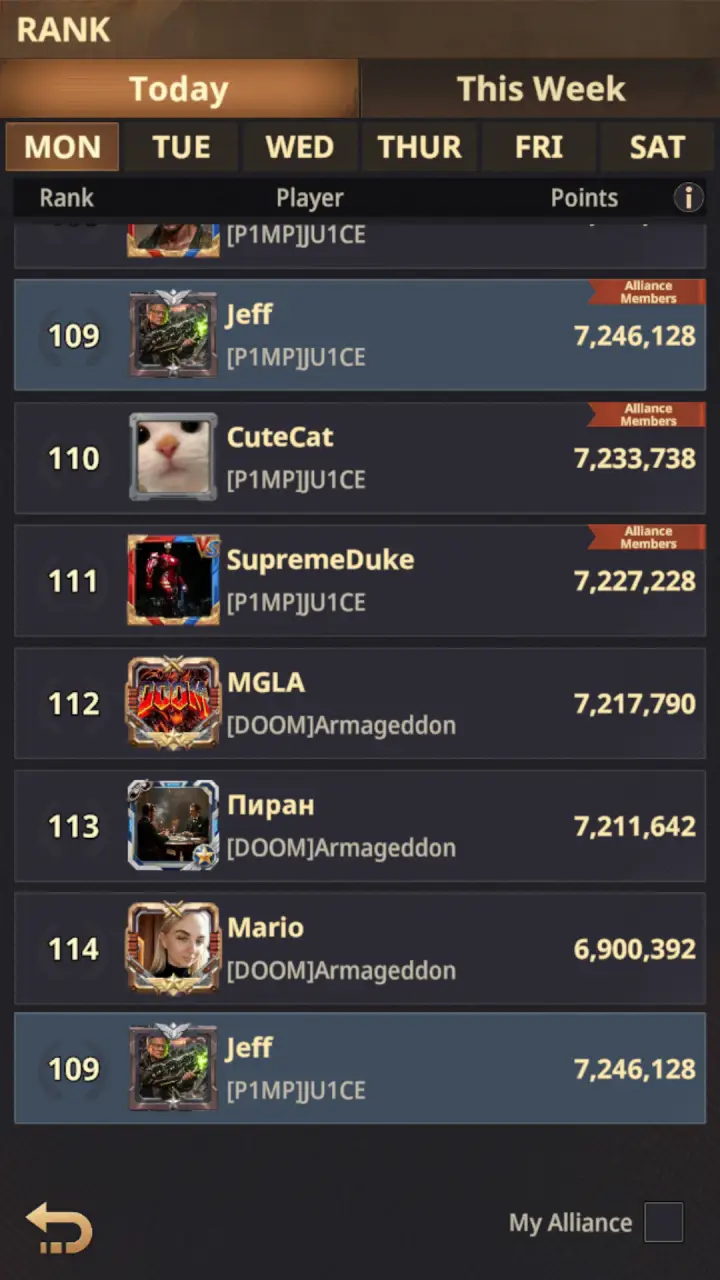 RANK
Today
This Week
MON
TUE
WED
THUR
FRI
SAT
Rank
Player
Points
i
[P1MP]JU1CE
Alliance
Members
109
Jeff
[P1MP]JU1CE
7,246,128
Alliance
Members
110
CuteCat
[P1MP]JU1CE
7,233,738
Alliance
Members
111
VS
SupremeDuke
[P1MP]JU1CE
7,227,228
112
DOOM
MGLA
[DOOM]Armageddon
7,217,790
113
Пиран
[DOOM]Armageddon
7,211,642
114
Mario
[DOOM]Armageddon
6,900,392
109
Jeff
[P1MP]JU1CE
7,246,128
My Alliance